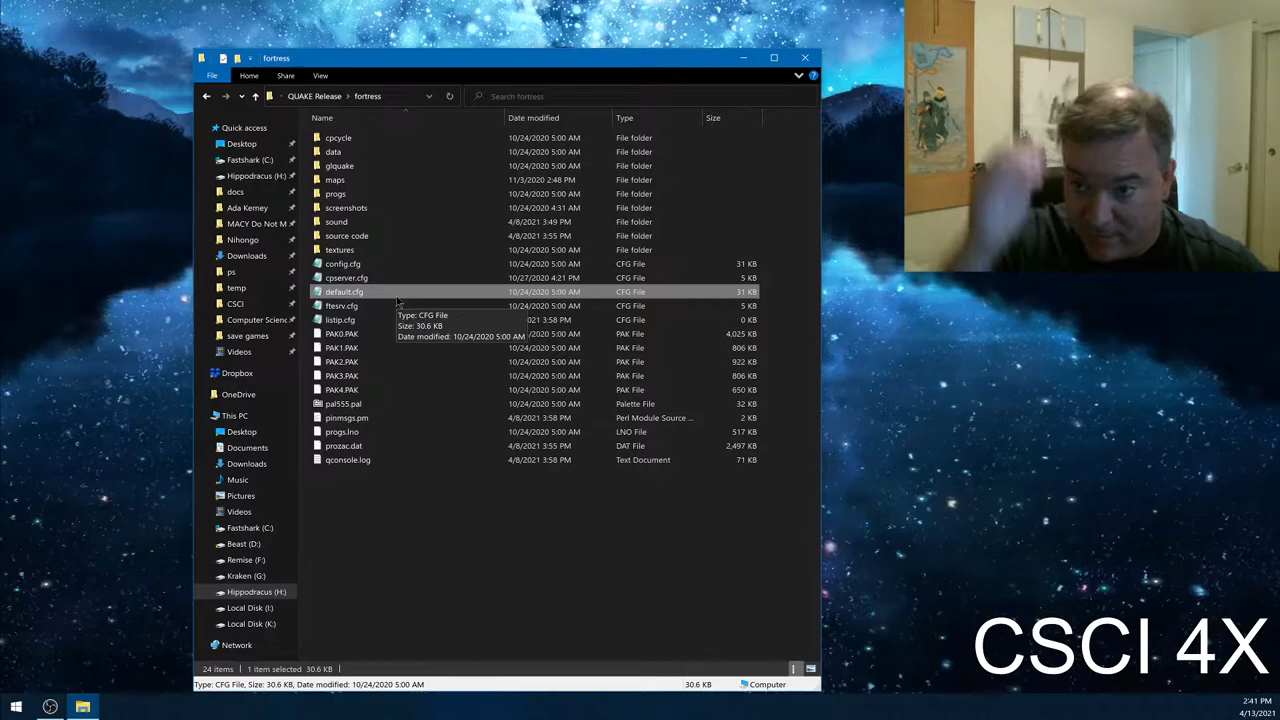 fortress
File Home Share View
QUAKE Release fortress Search fortress
Name Date modified Type Size
Quick access
Desktop
Fastshark (C:)
Hippodracus (H:)
docs
Ada Kerney
MACY Do Not M
Nihongo
Downloads
ps
temp
CSCI
Computer Scienc
save games
Videos
Dropbox
OneDrive
This PC
Desktop
Documents
Downloads
Music
Pictures
Videos
Fastshark (C:)
Beast (D:)
Remise (F:)
Kraken (G:)
Hippodracus (H:)
Local Disk (I:)
Local Disk (K:)
Network
cpcycle 10/24/2020 5:00 AM File folder
data 10/24/2020 5:00 AM File folder
glquake 10/24/2020 5:00 AM File folder
maps 11/3/2020 2:48 PM File folder
progs 10/24/2020 5:00 AM File folder
screenshots 10/24/2020 4:31 AM File folder
sound 4/8/2021 3:49 PM File folder
source code 4/8/2021 3:55 PM File folder
textures 10/24/2020 5:00 AM File folder
config.cfg 10/24/2020 5:00 AM CFG File 31 KB
cpserver.cfg 10/27/2020 4:21 PM CFG File 5 KB
default.cfg 10/24/2020 5:00 AM CFG File 31 KB
ftesrv.cfg 10/24/2020 5:00 AM CFG File 5 KB
listip.cfg 021 3:58 PM CFG File 0 KB
PAK0.PAK 10/24/2020 5:00 AM PAK File 4,025 KB
PAK1.PAK 10/24/2020 5:00 AM PAK File 806 KB
PAK2.PAK 10/24/2020 5:00 AM PAK File 922 KB
PAK3.PAK 10/24/2020 5:00 AM PAK File 806 KB
PAK4.PAK 10/24/2020 5:00 AM PAK File 650 KB
pal555.pal 10/24/2020 5:00 AM Palette File 32 KB
pinmsgs.pm 4/8/2021 3:58 PM Perl Module Source ... 2 KB
progs.lno 10/24/2020 5:00 AM LNO File 517 KB
prozac.dat 4/8/2021 3:55 PM DAT File 2,497 KB
qconsole.log 4/8/2021 3:58 PM Text Document 71 KB
Type: CFG File
Size: 30.6 KB
Date modified: 10/24/2020 5:00 AM
24 items 1 item selected 30.6 KB
Type: CFG File, Size: 30.6 KB, Date modified: 10/24/2020 5:00 AM 30.6 KB Computer
CSCI 4X
2:41 PM
4/13/2021